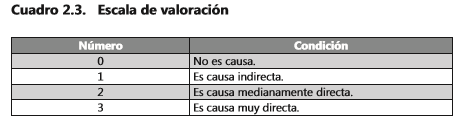 Cuadro 2.3. Escala de valoración
Número Condición
0 No es causa.
1 Es causa indirecta.
2 Es causa medianamente directa.
3 Es causa muy directa.